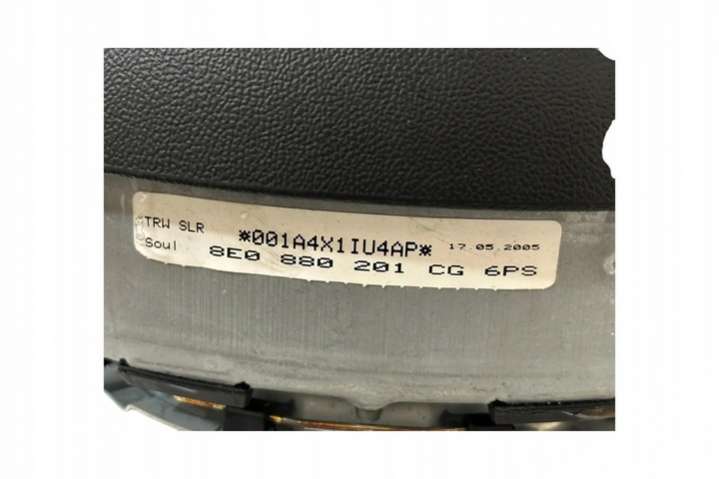 TRW SLR *001A4X1IU4AP* 17.05.2005
Soul 8E0 880 201 CG 6PS